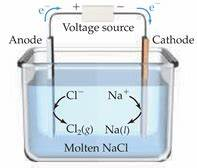 e⁻ + − e⁻
Voltage source
Anode Cathode
Cl⁻ Na⁺
Cl₂(g) Na(l)
Molten NaCl